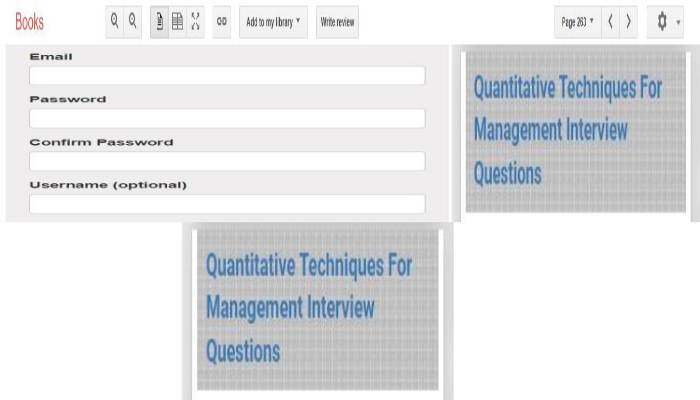 Books
Add to my library
Write review
Page 263
Email
Password
Confirm Password
Username (optional)
Quantitative Techniques For
Management Interview
Questions
Quantitative Techniques For
Management Interview
Questions